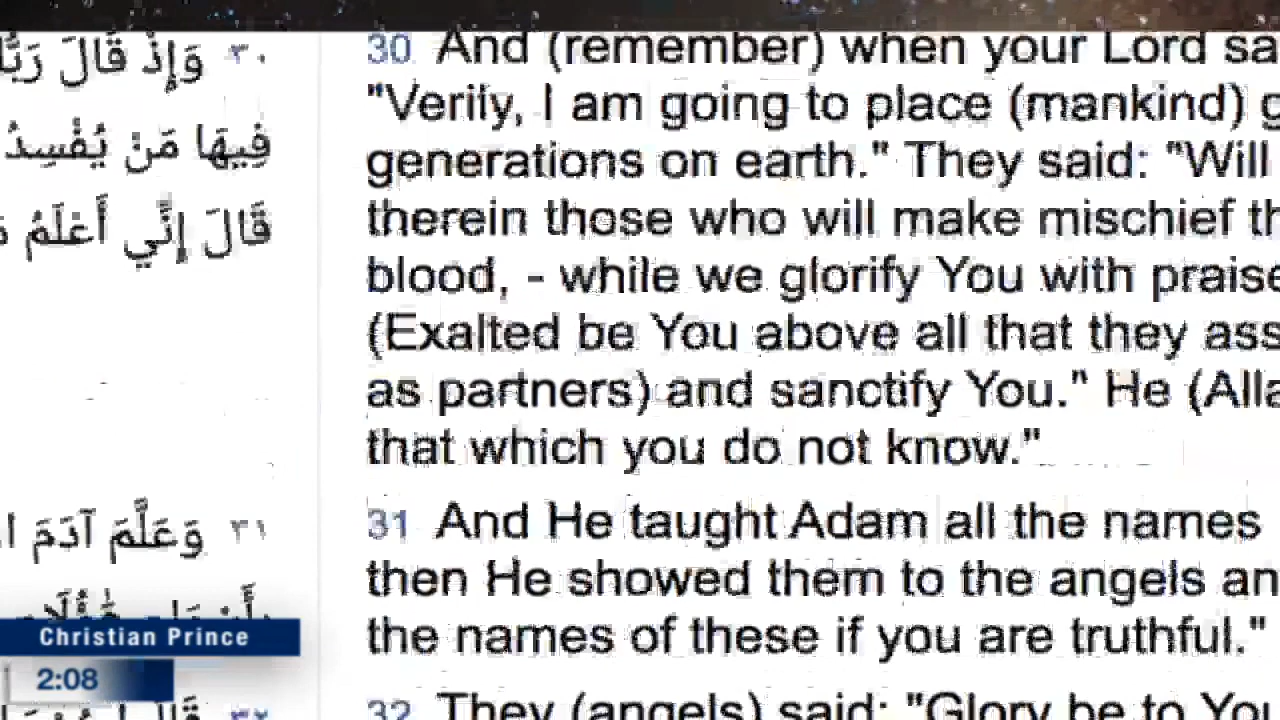 30 And (remember) when your Lord sa
"Verily, I am going to place (mankind) g
generations on earth." They said: "Will
therein those who will make mischief th
blood, - while we glorify You with praise
(Exalted be You above all that they ass
as partners) and sanctify You." He (Alla
that which you do not know."
31 And He taught Adam all the names
then He showed them to the angels an
the names of these if you are truthful."
32 They (angels) said: "Glory be to You
٣٠ وَإِذْ قَالَ رَبُّ
فِيهَا مَنْ يُفْسِدُ
قَالَ إِنِّي أَعْلَمُ
٣١ وَعَلَّمَ آدَمَ ا
Christian Prince
2:08